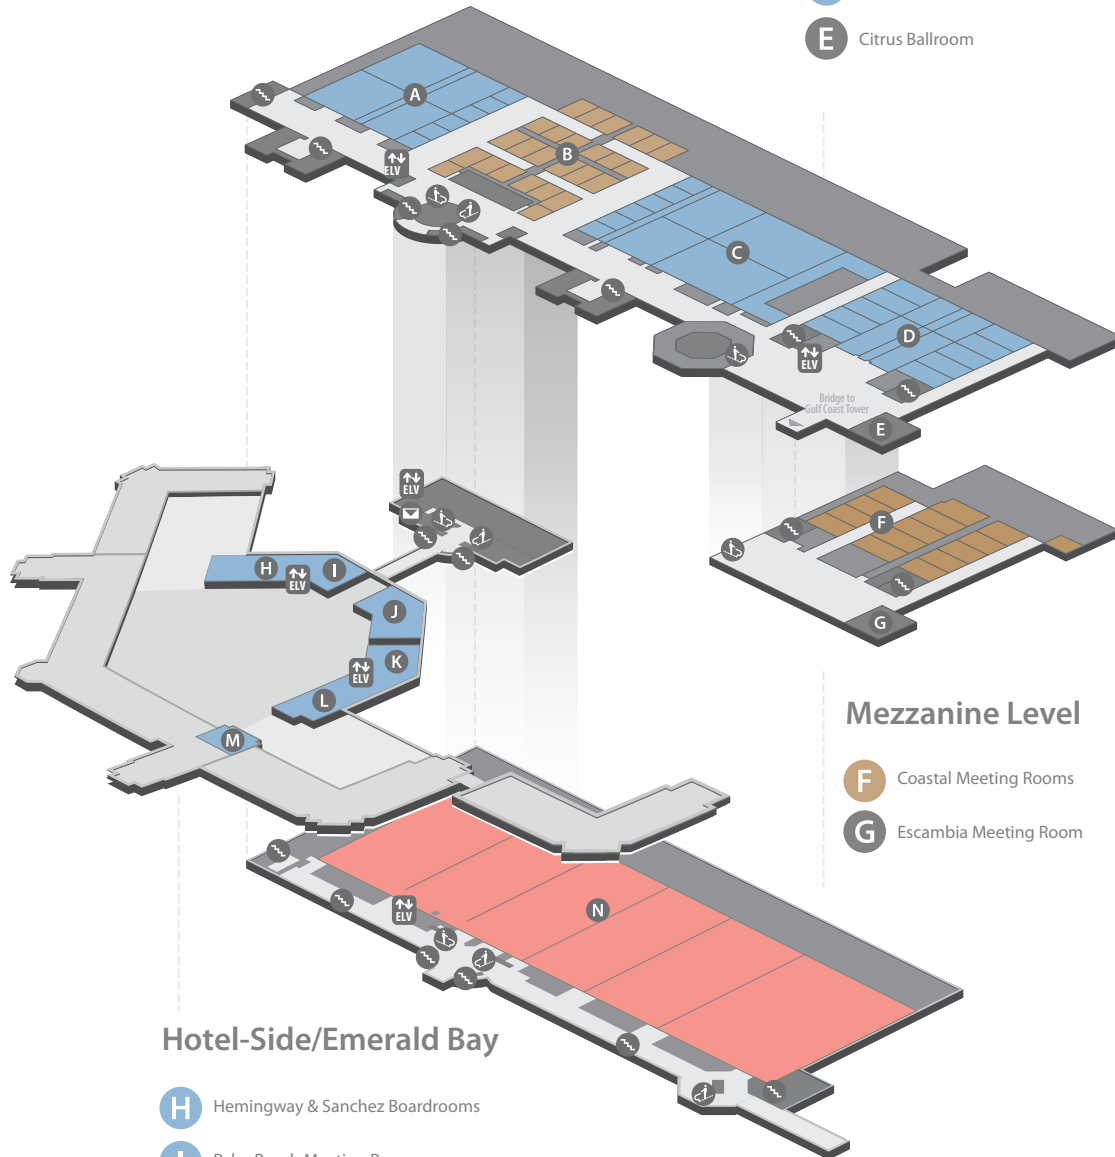 E Citrus Ballroom
A
ELV
B
C
D
ELV
Bridge to
Gulf Coast Tower
E
ELV
F
H
I
ELV
J
G
K
ELV
L
M
Mezzanine Level
F Coastal Meeting Rooms
G Escambia Meeting Room
ELV
N
Hotel-Side/Emerald Bay
H Hemingway & Sanchez Boardrooms